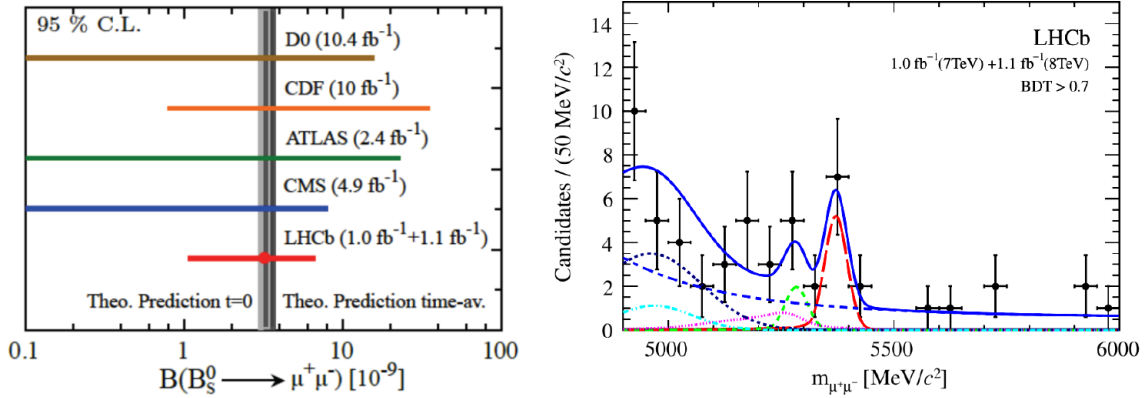 95 % C.L.
D0 (10.4 fb⁻¹)
CDF (10 fb⁻¹)
ATLAS (2.4 fb⁻¹)
CMS (4.9 fb⁻¹)
LHCb (1.0 fb⁻¹+1.1 fb⁻¹)
Theo. Prediction t=0 Theo. Prediction time-av.
0.1 1 10 100
B(B⁰ₛ ⟶ μ⁺μ⁻) [10⁻⁹]
Candidates / (50 MeV/c²)
14
12
10
8
6
4
2
0
LHCb
1.0 fb⁻¹(7TeV) +1.1 fb⁻¹(8TeV)
BDT > 0.7
5000 5500 6000
m_μ⁺μ⁻ [MeV/c²]